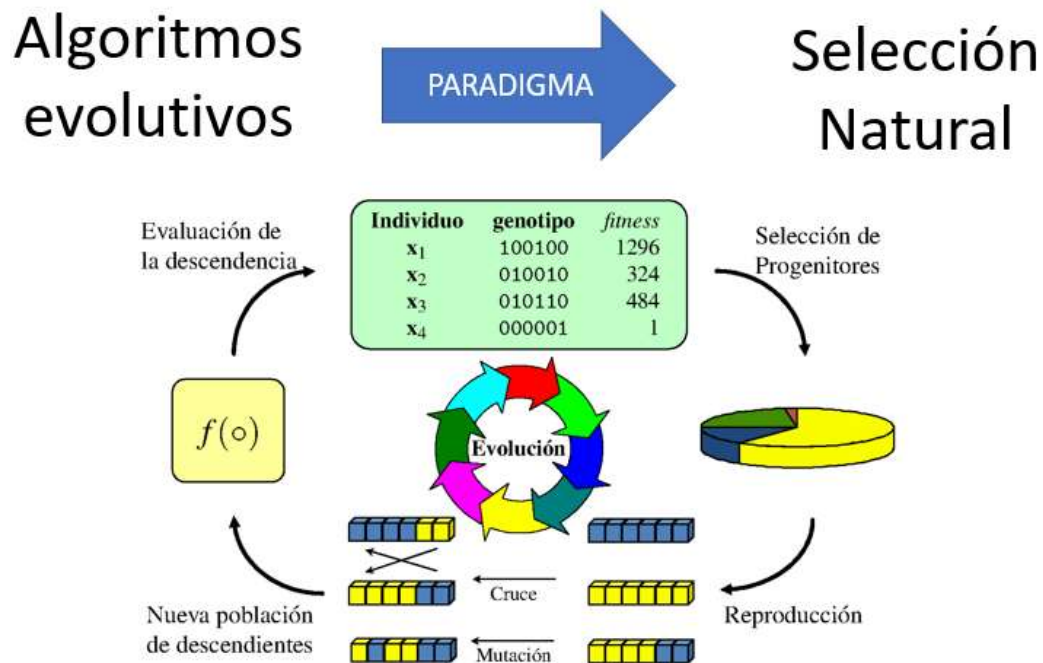 Algoritmos
evolutivos
PARADIGMA
Selección
Natural
Evaluación de
la descendencia
Individuo genotipo fitness
x1 100100 1296
x2 010010 324
x3 010110 484
x4 000001 1
Selección de
Progenitores
f(∘)
Evolución
Cruce
Mutación
Nueva población
de descendientes
Reproducción